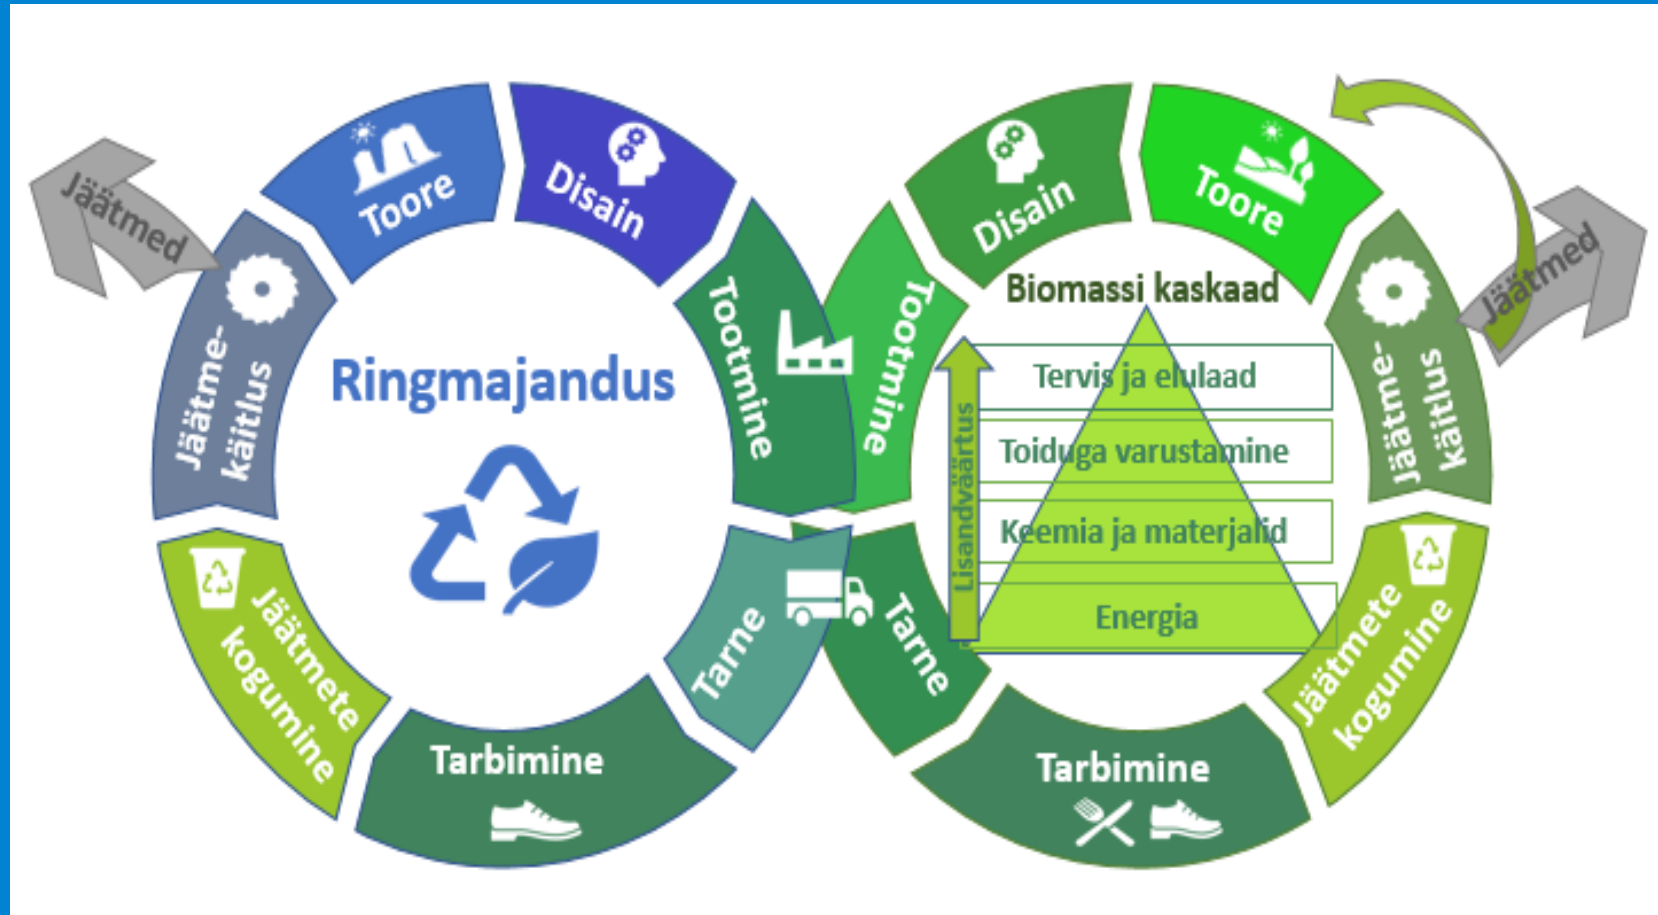 Jäätmed
Toore
Disain
Tootmine
Tarne
Tarbimine
Jäätmete
kogumine
Jäätme-
käitlus
Ringmajandus
Disain
Toore
Jäätmed
Jäätme-
käitlus
Jäätmete
kogumine
Tarbimine
Tarne
Tootmine
Biomassi kaskaad
Lisandväärtus
Tervis ja elulaad
Toiduga varustamine
Keemia ja materjalid
Energia